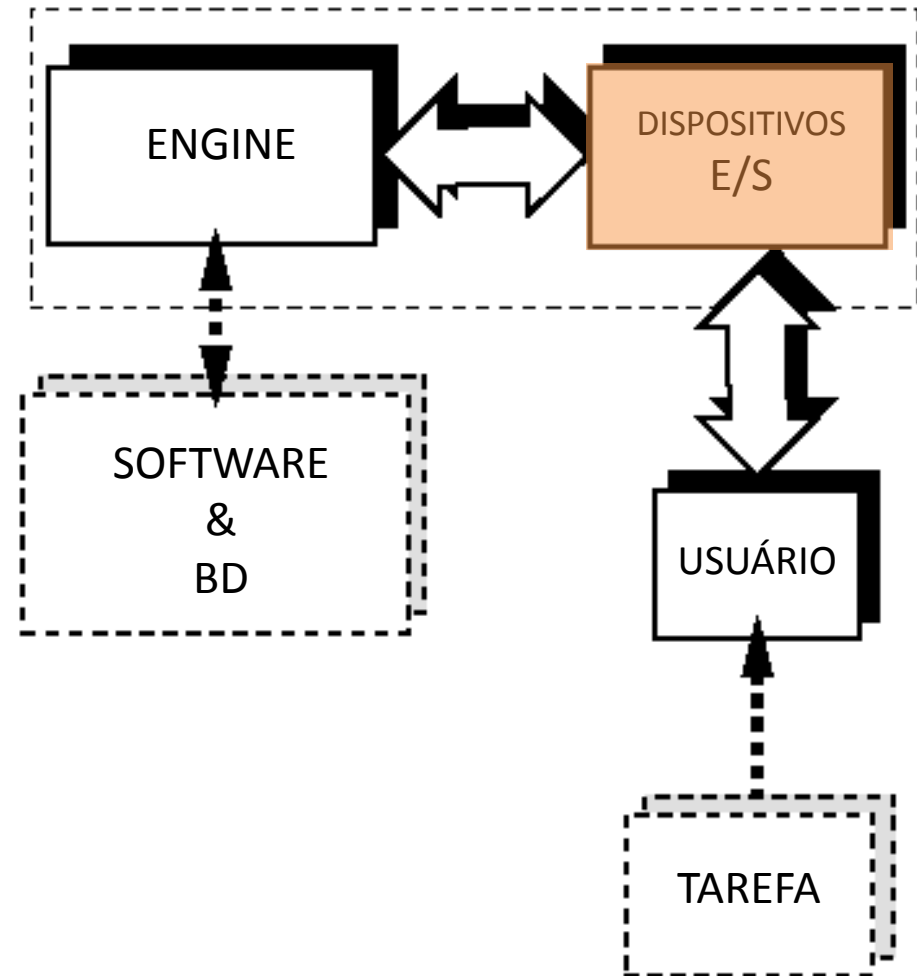 ENGINE
DISPOSITIVOS
E/S
SOFTWARE
&
BD
USUÁRIO
TAREFA